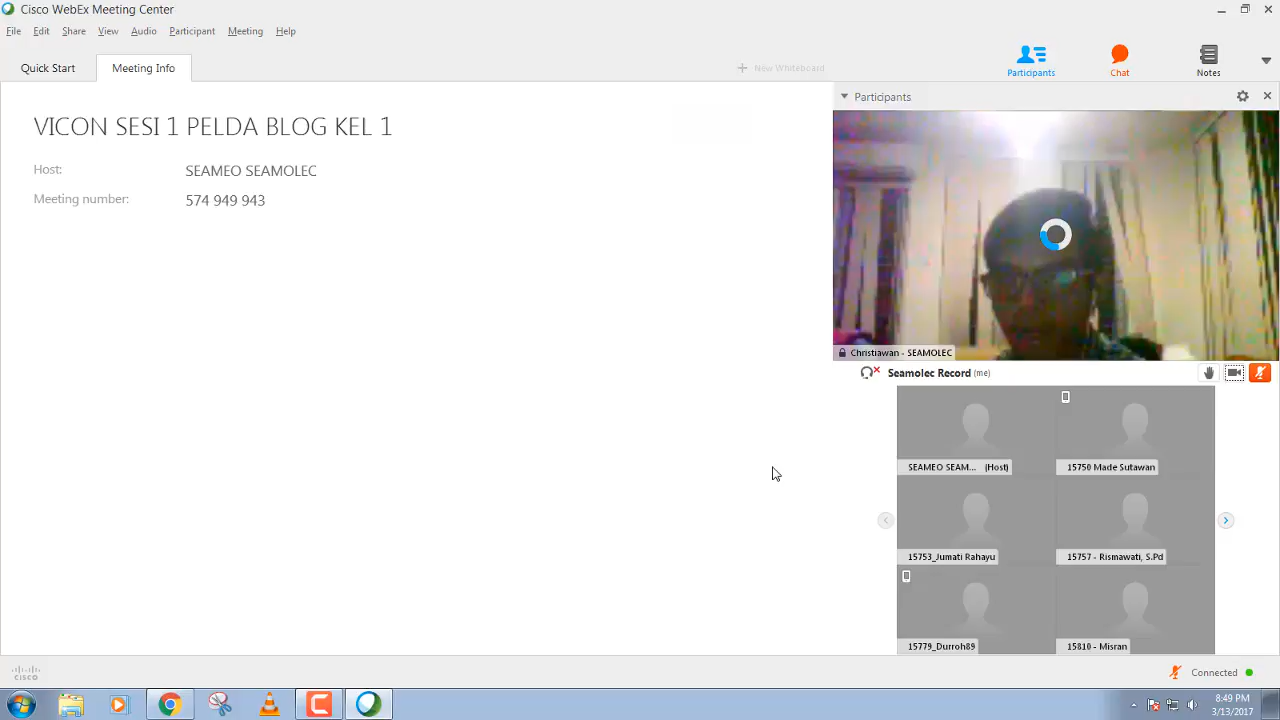 Cisco WebEx Meeting Center
File Edit Share View Audio Participant Meeting Help
Quick Start
Meeting Info
New Whiteboard
Participants
Chat
Notes
VICON SESI 1 PELDA BLOG KEL 1
Host: SEAMEO SEAMOLEC
Meeting number: 574 949 943
Participants
Christiawan - SEAMOLEC
Seamolec Record (me)
SEAMEO SEAM... (Host)
15750 Made Sutawan
15753_Jumati Rahayu
15757 - Rismawati, S.Pd
15779_Durroh89
15810 - Misran
cisco
Connected
8:49 PM
3/13/2017